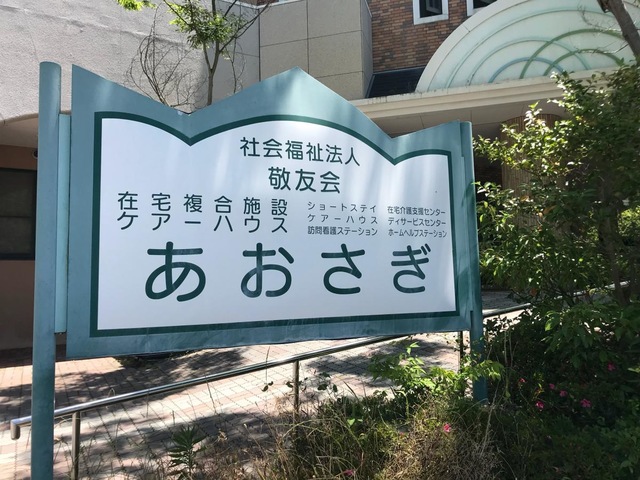 社会福祉法人
敬友会
在宅複合施設
ケアーハウス
ショートステイ 在宅介護支援センター
ケアーハウス デイサービスセンター
訪問看護ステーション ホームヘルプステーション
あおさぎ